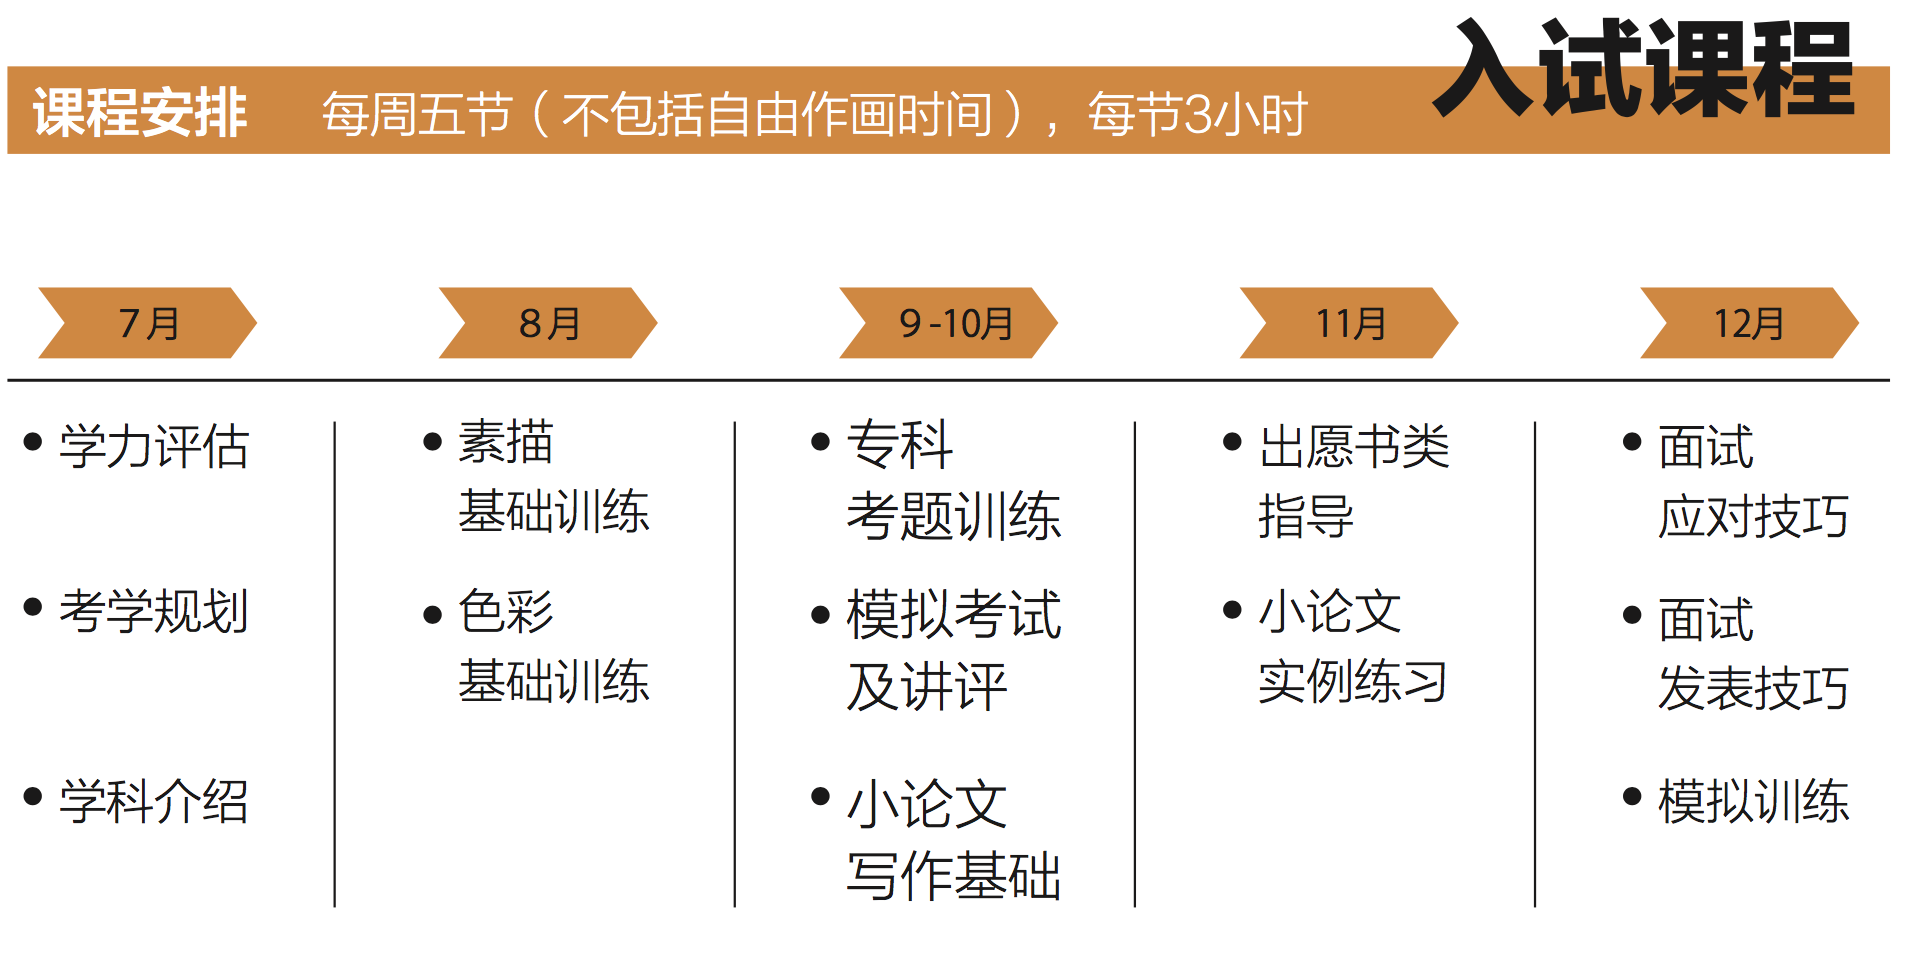 入试课程
课程安排 每周五节（不包括自由作画时间），每节3小时
7月
8月
9-10月
11月
12月
• 学力评估
• 考学规划
• 学科介绍
• 素描
基础训练
• 色彩
基础训练
• 专科
考题训练
• 模拟考试
及讲评
• 小论文
写作基础
• 出愿书类
指导
• 小论文
实例练习
• 面试
应对技巧
• 面试
发表技巧
• 模拟训练